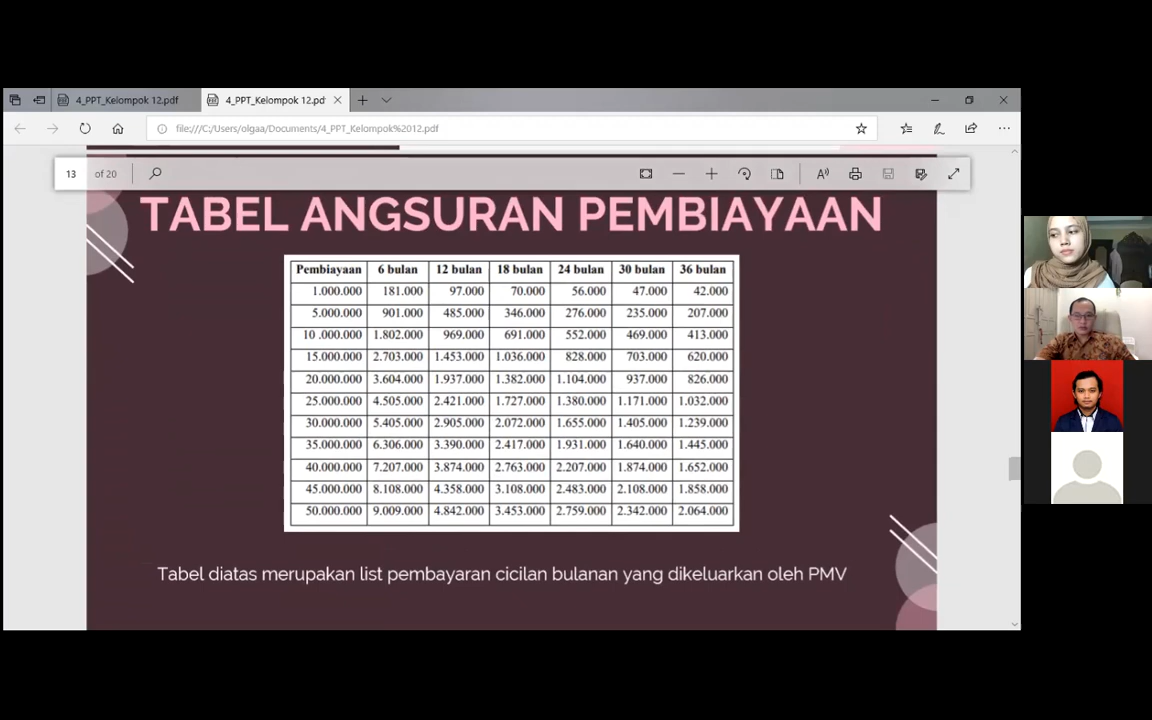 4_PPT_Kelompok 12.pdf
4_PPT_Kelompok 12.pd
file:///C:/Users/olgaa/Documents/4_PPT_Kelompok%2012.pdf
13 of 20
TABEL ANGSURAN PEMBIAYAAN
Pembiayaan 6 bulan 12 bulan 18 bulan 24 bulan 30 bulan 36 bulan
1.000.000 181.000 97.000 70.000 56.000 47.000 42.000
5.000.000 901.000 485.000 346.000 276.000 235.000 207.000
10 .000.000 1.802.000 969.000 691.000 552.000 469.000 413.000
15.000.000 2.703.000 1.453.000 1.036.000 828.000 703.000 620.000
20.000.000 3.604.000 1.937.000 1.382.000 1.104.000 937.000 826.000
25.000.000 4.505.000 2.421.000 1.727.000 1.380.000 1.171.000 1.032.000
30.000.000 5.405.000 2.905.000 2.072.000 1.655.000 1.405.000 1.239.000
35.000.000 6.306.000 3.390.000 2.417.000 1.931.000 1.640.000 1.445.000
40.000.000 7.207.000 3.874.000 2.763.000 2.207.000 1.874.000 1.652.000
45.000.000 8.108.000 4.358.000 3.108.000 2.483.000 2.108.000 1.858.000
50.000.000 9.009.000 4.842.000 3.453.000 2.759.000 2.342.000 2.064.000
Tabel diatas merupakan list pembayaran cicilan bulanan yang dikeluarkan oleh PMV